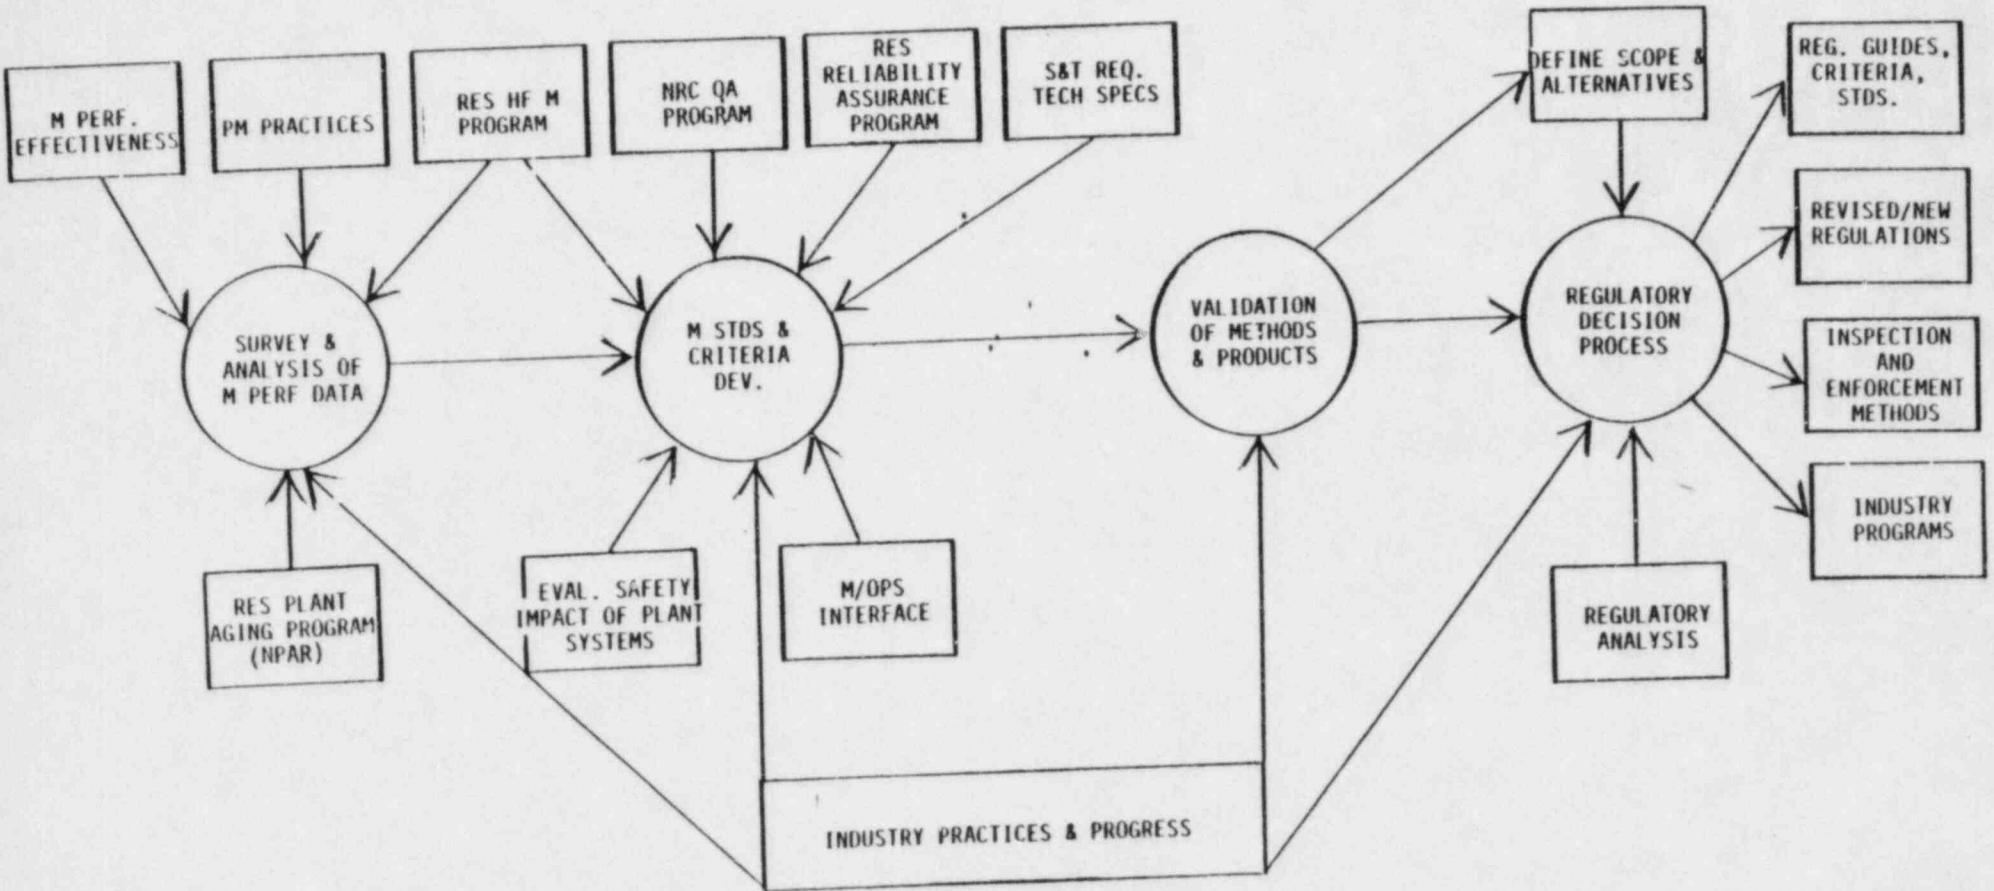 M PERF.
EFFECTIVENESS
PM PRACTICES
RES HF M
PROGRAM
NRC QA
PROGRAM
RES
RELIABILITY
ASSURANCE
PROGRAM
S&T REQ.
TECH SPECS
DEFINE SCOPE &
ALTERNATIVES
REG. GUIDES,
CRITERIA,
STDS.
REVISED/NEW
REGULATIONS
SURVEY &
ANALYSIS OF
M PERF DATA
M STDS &
CRITERIA
DEV.
VALIDATION
OF METHODS
& PRODUCTS
REGULATORY
DECISION
PROCESS
INSPECTION
AND
ENFORCEMENT
METHODS
INDUSTRY
PROGRAMS
RES PLANT
AGING PROGRAM
(NPAR)
EVAL. SAFETY
IMPACT OF PLANT
SYSTEMS
M/OPS
INTERFACE
REGULATORY
ANALYSIS
INDUSTRY PRACTICES & PROGRESS